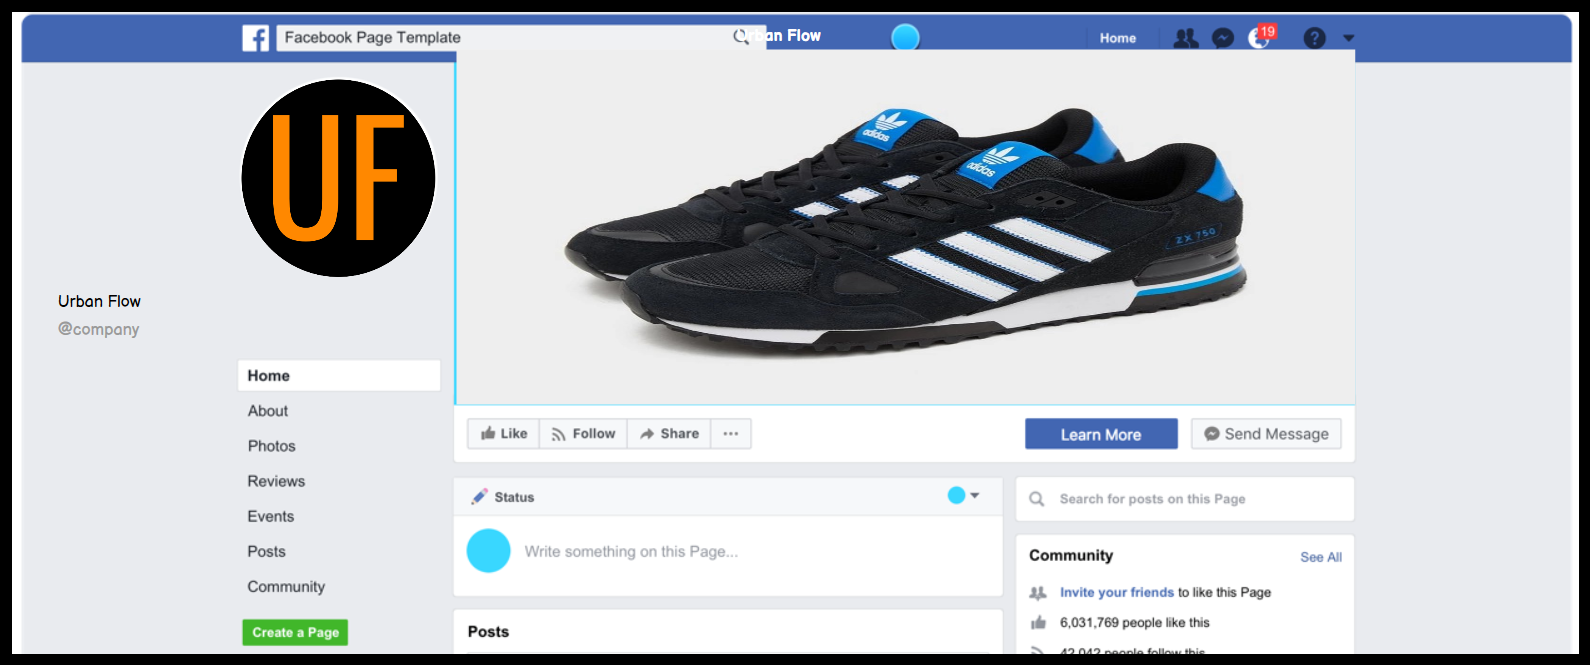 Facebook Page Template
Urban Flow
Home
19
?
UF
adidas
adidas
ZX 750
Urban Flow
@company
Home
About
Photos
Reviews
Events
Posts
Community
Create a Page
Like
Follow
Share
...
Learn More
Send Message
Status
Write something on this Page...
Posts
Search for posts on this Page
Community
See All
Invite your friends to like this Page
6,031,769 people like this
42,042 people follow this